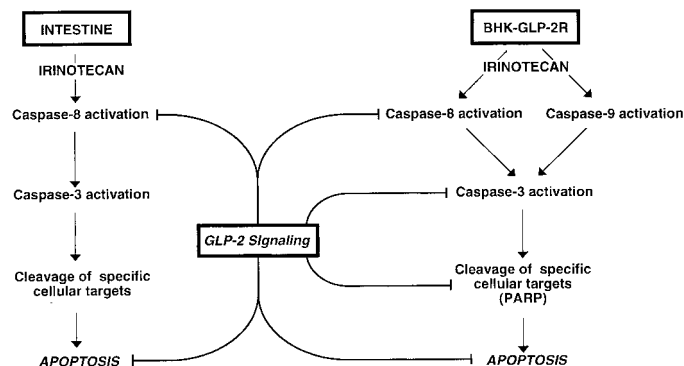 INTESTINE
IRINOTECAN
Caspase-8 activation
Caspase-3 activation
Cleavage of specific
cellular targets
APOPTOSIS
GLP-2 Signaling
BHK-GLP-2R
IRINOTECAN
Caspase-8 activation
Caspase-9 activation
Caspase-3 activation
Cleavage of specific
cellular targets
(PARP)
APOPTOSIS